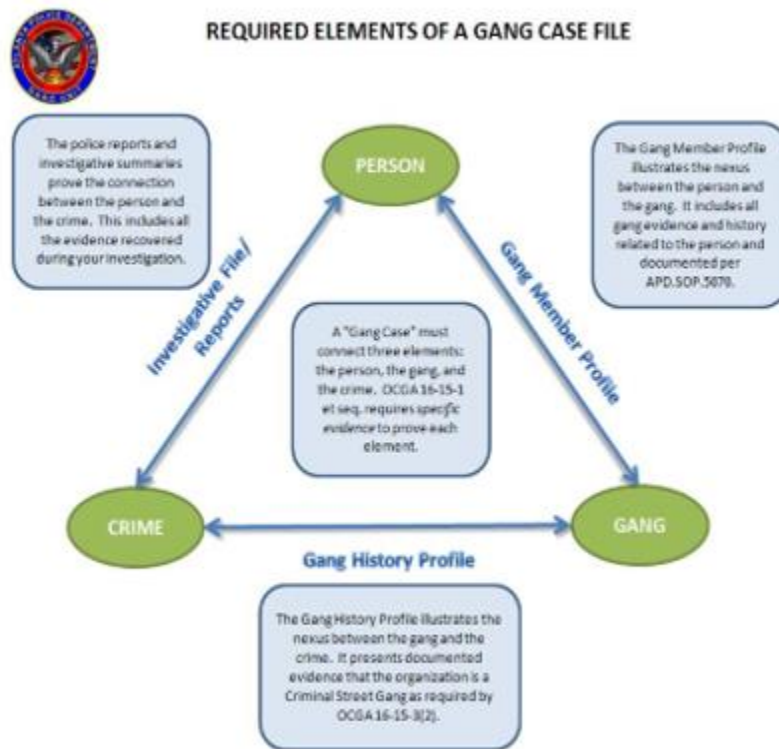 REQUIRED ELEMENTS OF A GANG CASE FILE
ATLANTA POLICE DEPARTMENT
GANG UNIT
The police reports and
investigative summaries
prove the connection
between the person and
the crime. This includes all
the evidence recovered
during your investigation.
PERSON
The Gang Member Profile
illustrates the nexus
between the person and
the gang. It includes all
gang evidence and history
related to the person and
documented per
APD.SOP.5070.
Investigative File/
Reports
Gang Member Profile
A "Gang Case" must
connect three elements:
the person, the gang, and
the crime. OCGA 16-15-1
et seq. requires specific
evidence to prove each
element.
CRIME
GANG
Gang History Profile
The Gang History Profile illustrates the
nexus between the gang and the
crime. It presents documented
evidence that the organization is a
Criminal Street Gang as required by
OCGA 16-15-3(2).